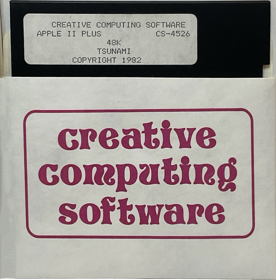 CREATIVE COMPUTING SOFTWARE
APPLE II PLUS CS-4526
48K
TSUNAMI
COPYRIGHT 1982
creative
computing
software